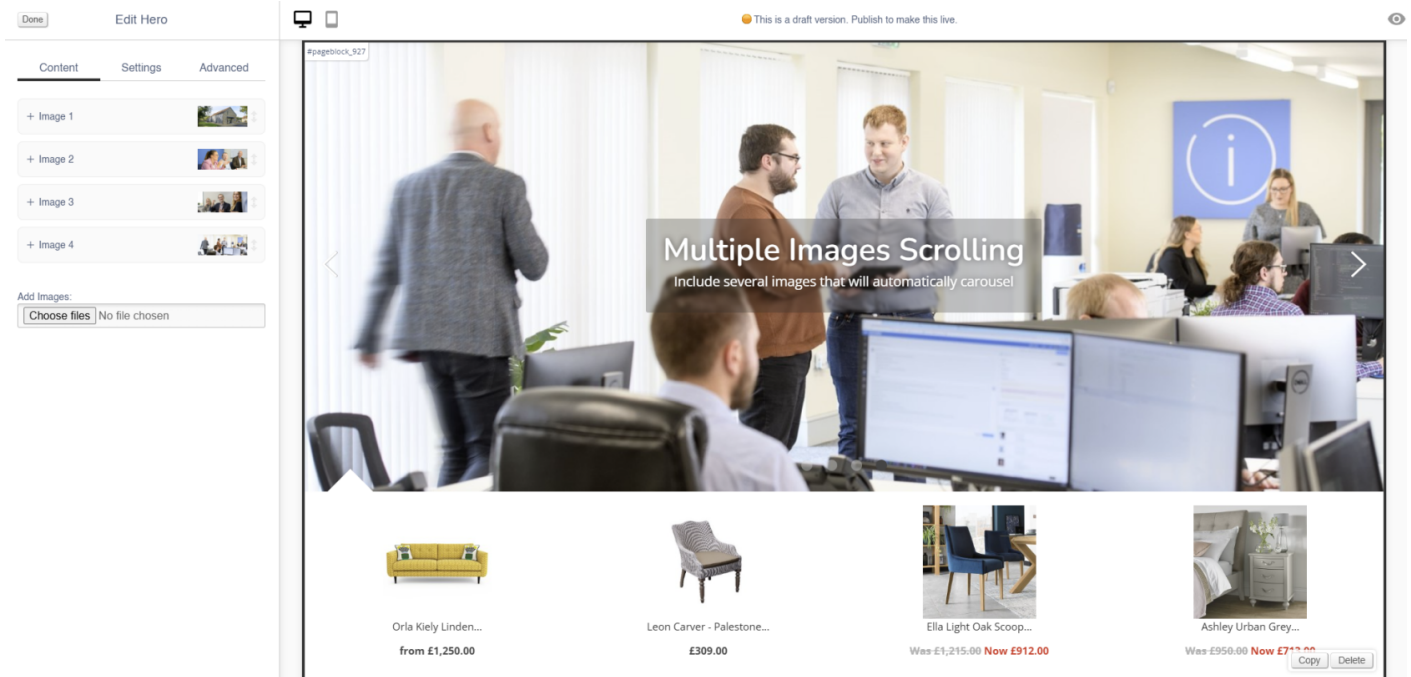 Done
Edit Hero
This is a draft version. Publish to make this live.
#pageblock_927
Content Settings Advanced
+ Image 1
+ Image 2
+ Image 3
+ Image 4
Add Images:
Choose files No file chosen
i
Multiple Images Scrolling
Include several images that will automatically carousel
DELL
Orla Kiely Linden...
from £1,250.00
Leon Carver - Palestone...
£309.00
Ella Light Oak Scoop...
Was £1,215.00 Now £912.00
Ashley Urban Grey...
Was £950.00 Now
Copy Delete